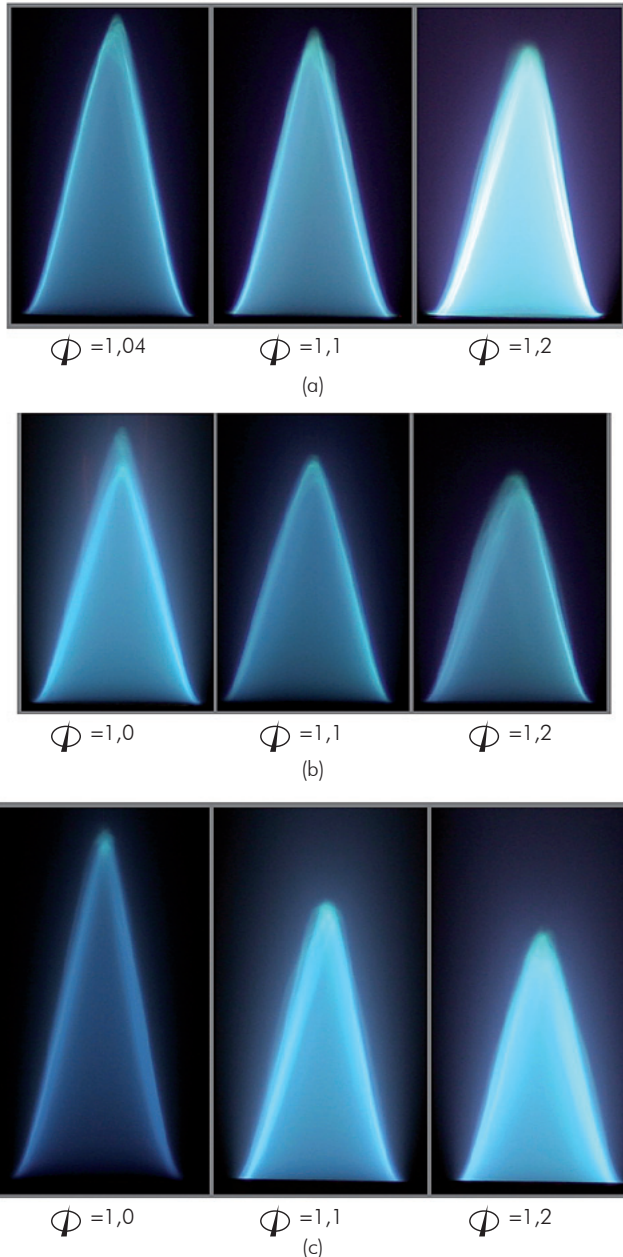 ϕ =1,04 ϕ =1,1 ϕ =1,2
(a)
ϕ =1,0 ϕ =1,1 ϕ =1,2
(b)
ϕ =1,0 ϕ =1,1 ϕ =1,2
(c)